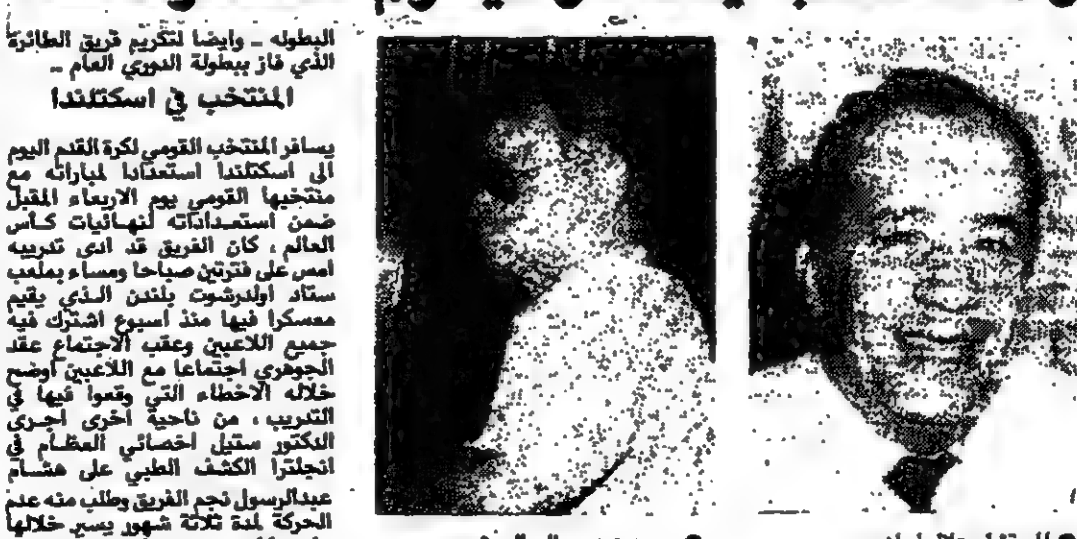 البطوله _ وايضا لتكريم فريق الطائرة
الذي فاز ببطولة الدوري العام ..
المنتخب في اسكتلندا
يسافر المنتخب القومي لكرة القدم اليوم
الى اسكتلندا استعدادا لمباراته مع
منتخبها القومي يوم الاربعاء المقبل
ضمن استعداداته لنهائيات كأس
العالم ، كان الفريق قد ادى تدريبه
امس على فترتين صباحا ومساء بملعب
ستاد اولدرشوت بلندن الذي يقيم
معسكرا فيها منذ اسبوع اشترك فيه
جميع اللاعبين وعقب الاجتماع عقد
الجوهري اجتماعا مع اللاعبين اوضح
خلاله الاخطاء التي وقعوا فيها في
التدريب ، من ناحية اخرى اجرى
الدكتور ستيل اخصائي العظام في
انجلترا الكشف الطبي على هشام
عبدالرسول نجم الفريق وطلب منه عدم
الحركة لمدة ثلاثة شهور يسير خلالها